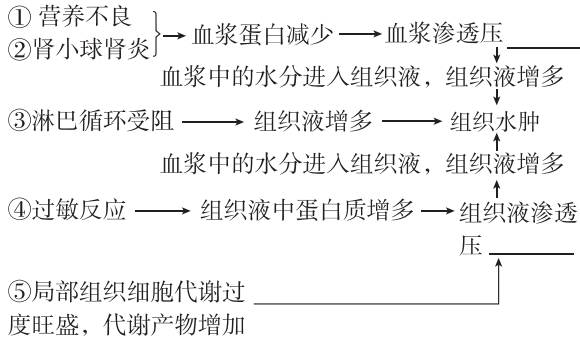 ①营养不良
②肾小球肾炎
血浆蛋白减少
血浆渗透压
血浆中的水分进入组织液，组织液增多
③淋巴循环受阻
组织液增多
组织水肿
血浆中的水分进入组织液，组织液增多
④过敏反应
组织液中蛋白质增多
组织液渗透
压
⑤局部组织细胞代谢过
度旺盛，代谢产物增加